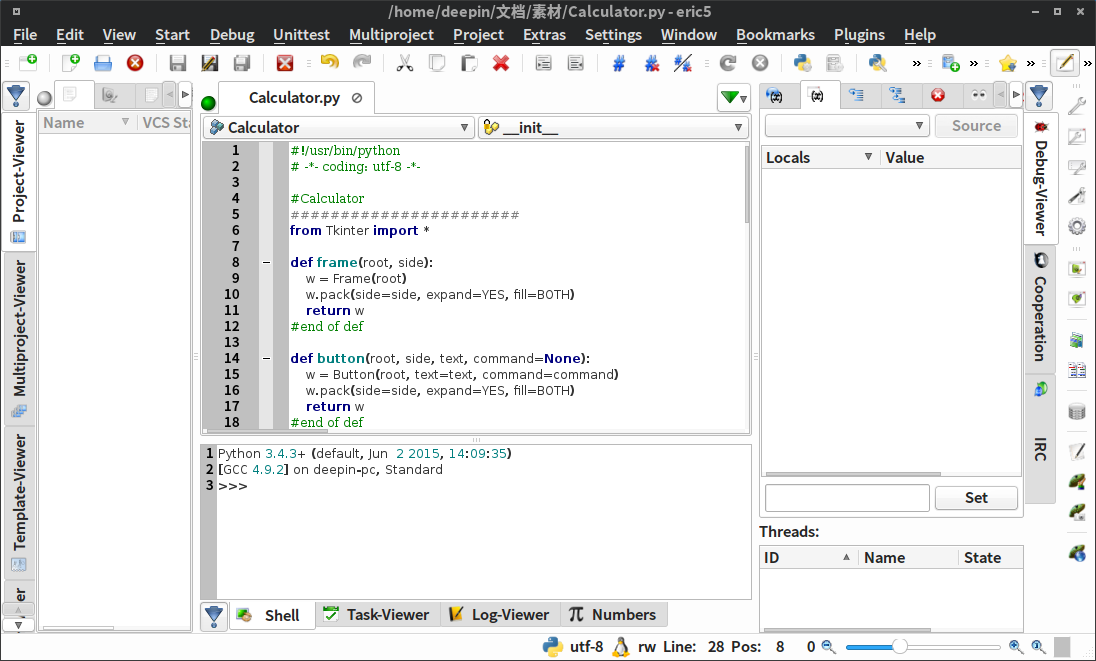 /home/deepin/文档/素材/Calculator.py - eric5
File Edit View Start Debug Unittest Multiproject Project Extras Settings Window Bookmarks Plugins Help
Calculator.py
Project-Viewer
Multiproject-Viewer
Template-Viewer
er
Name VCS Sta
Calculator __init__
1 #!/usr/bin/python
2 # -*- coding: utf-8 -*-
3
4 #Calculator
5 #######################
6 from Tkinter import *
7
8 def frame(root, side):
9 w = Frame(root)
10 w.pack(side=side, expand=YES, fill=BOTH)
11 return w
12 #end of def
13
14 def button(root, side, text, command=None):
15 w = Button(root, text=text, command=command)
16 w.pack(side=side, expand=YES, fill=BOTH)
17 return w
18 #end of def
1 Python 3.4.3+ (default, Jun  2 2015, 14:09:35)
2 [GCC 4.9.2] on deepin-pc, Standard
3 >>>
Shell Task-Viewer Log-Viewer Numbers
Source
Locals Value
Set
Threads:
ID Name State
Debug-Viewer
Cooperation
IRC
utf-8 rw Line: 28 Pos: 8 0